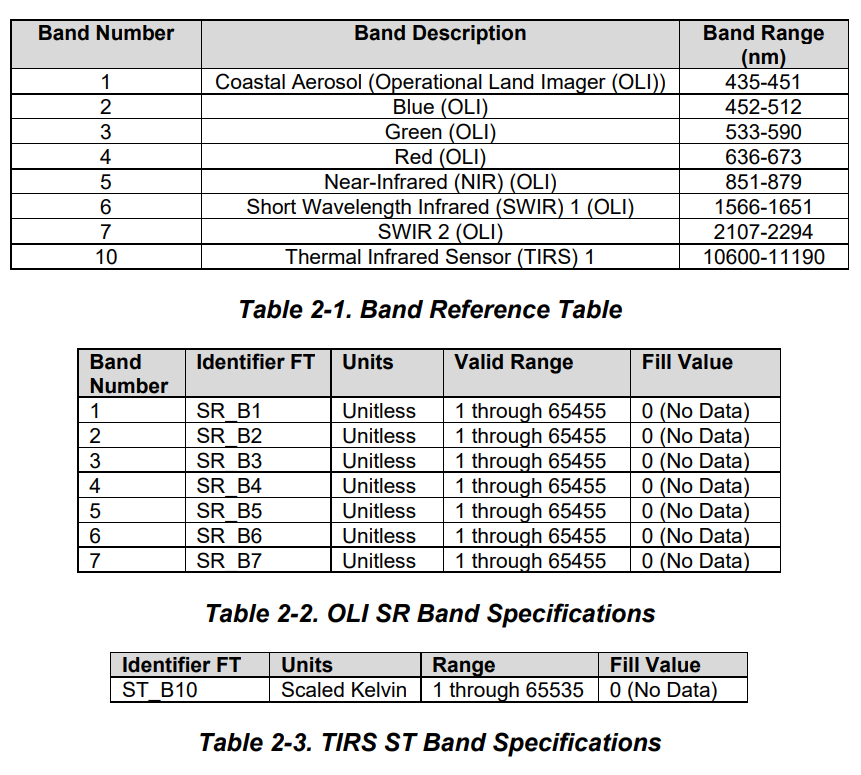 Band Number Band Description Band Range
(nm)
1 Coastal Aerosol (Operational Land Imager (OLI)) 435-451
2 Blue (OLI) 452-512
3 Green (OLI) 533-590
4 Red (OLI) 636-673
5 Near-Infrared (NIR) (OLI) 851-879
6 Short Wavelength Infrared (SWIR) 1 (OLI) 1566-1651
7 SWIR 2 (OLI) 2107-2294
10 Thermal Infrared Sensor (TIRS) 1 10600-11190
Table 2-1. Band Reference Table
Band Identifier FT Units Valid Range Fill Value
Number
1 SR_B1 Unitless 1 through 65455 0 (No Data)
2 SR_B2 Unitless 1 through 65455 0 (No Data)
3 SR_B3 Unitless 1 through 65455 0 (No Data)
4 SR_B4 Unitless 1 through 65455 0 (No Data)
5 SR_B5 Unitless 1 through 65455 0 (No Data)
6 SR_B6 Unitless 1 through 65455 0 (No Data)
7 SR_B7 Unitless 1 through 65455 0 (No Data)
Table 2-2. OLI SR Band Specifications
Identifier FT Units Range Fill Value
ST_B10 Scaled Kelvin 1 through 65535 0 (No Data)
Table 2-3. TIRS ST Band Specifications